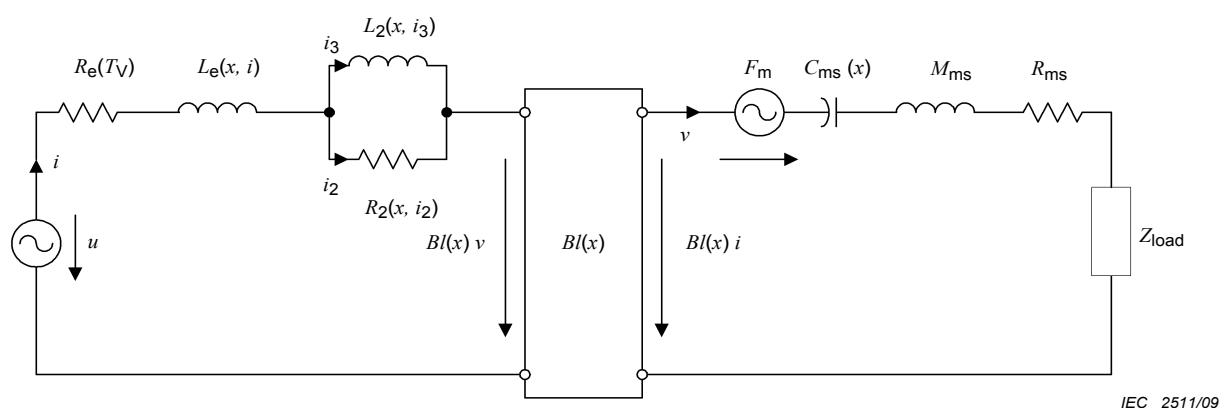 L2(x, i3)
i3
Re(TV)
Le(x, i)
Fm
Cms (x)
Mms
Rms
i
v
i2
R2(x, i2)
u
Bl(x) v
Bl(x)
Bl(x) i
Zload
IEC 2511/09